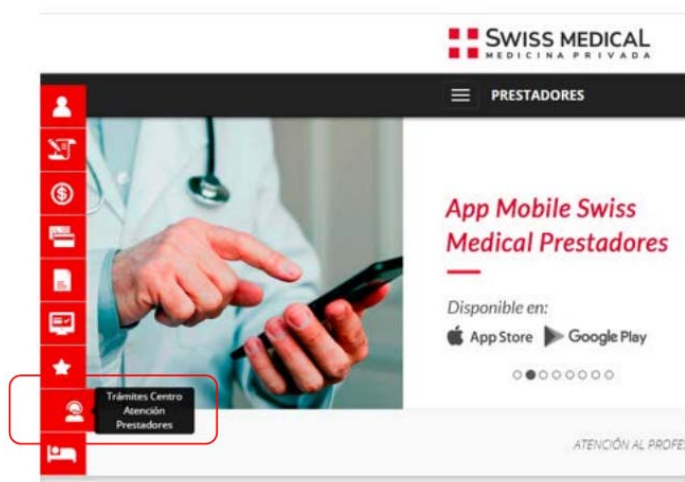 SWISS MEDICAL
MEDICINA PRIVADA
PRESTADORES
App Mobile Swiss
Medical Prestadores
Disponible en:
App Store Google Play
Trámites Centro
Atención
Prestadores
ATENCIÓN AL